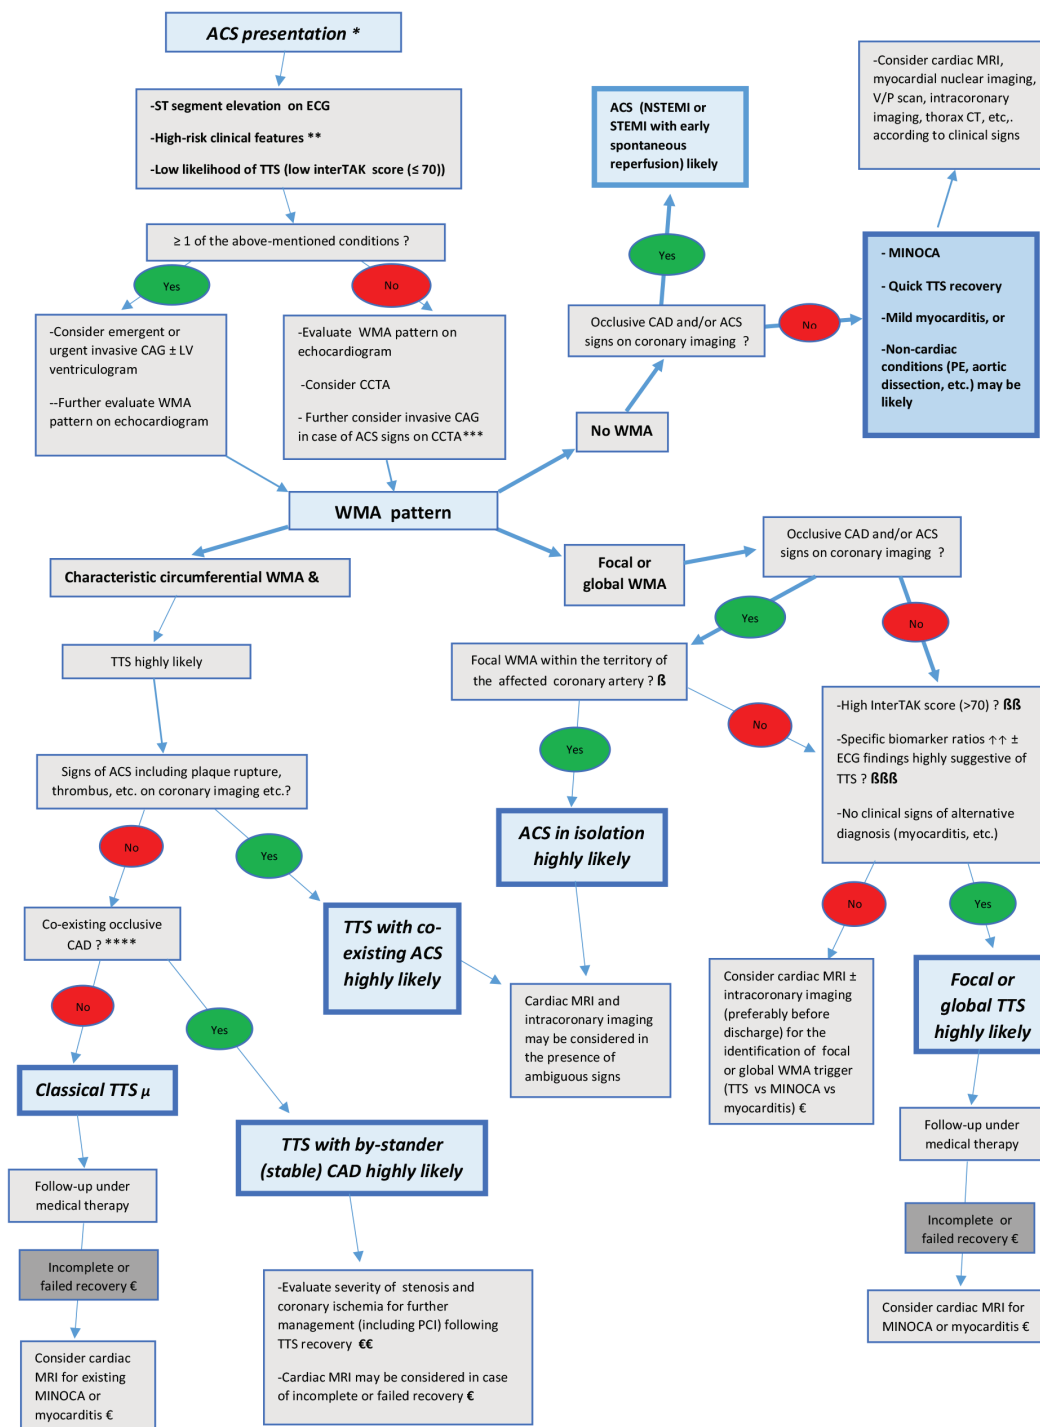 ACS presentation *
-ST segment elevation on ECG
-High-risk clinical features **
-Low likelihood of TTS (low interTAK score (≤ 70))
≥ 1 of the above-mentioned conditions ?
Yes
No
-Consider emergent or
urgent invasive CAG ± LV
ventriculogram
--Further evaluate WMA
pattern on echocardiogram
-Evaluate WMA pattern on
echocardiogram
-Consider CCTA
- Further consider invasive CAG
in case of ACS signs on CCTA***
WMA pattern
No WMA
Occlusive CAD and/or ACS
signs on coronary imaging ?
Yes
No
ACS (NSTEMI or
STEMI with early
spontaneous
reperfusion) likely
- MINOCA
- Quick TTS recovery
-Mild myocarditis, or
-Non-cardiac
conditions (PE, aortic
dissection, etc.) may be
likely
-Consider cardiac MRI,
myocardial nuclear imaging,
V/P scan, intracoronary
imaging, thorax CT, etc,.
according to clinical signs
Focal or
global WMA
Occlusive CAD and/or ACS
signs on coronary imaging ?
Yes
No
Focal WMA within the territory of
the affected coronary artery ? ß
Yes
No
ACS in isolation
highly likely
-High InterTAK score (>70) ? ßß
-Specific biomarker ratios ↑↑ ±
ECG findings highly suggestive of
TTS ? ßßß
-No clinical signs of alternative
diagnosis (myocarditis, etc.)
No
Yes
Consider cardiac MRI ±
intracoronary imaging
(preferably before
discharge) for the
identification of focal
or global WMA trigger
(TTS vs MINOCA vs
myocarditis) €
Focal or
global TTS
highly likely
Follow-up under
medical therapy
Incomplete or
failed recovery €
Consider cardiac MRI for
MINOCA or myocarditis €
Characteristic circumferential WMA &
TTS highly likely
Signs of ACS including plaque rupture,
thrombus, etc. on coronary imaging etc.?
No
Yes
TTS with co-
existing ACS
highly likely
Cardiac MRI and
intracoronary imaging
may be considered in
the presence of
ambiguous signs
Co-existing occlusive
CAD ? ****
No
Yes
Classical TTS µ
Follow-up under
medical therapy
Incomplete or
failed recovery €
Consider cardiac
MRI for existing
MINOCA or
myocarditis €
TTS with by-stander
(stable) CAD highly likely
-Evaluate severity of stenosis and
coronary ischemia for further
management (including PCI) following
TTS recovery €€
-Cardiac MRI may be considered in case
of incomplete or failed recovery €